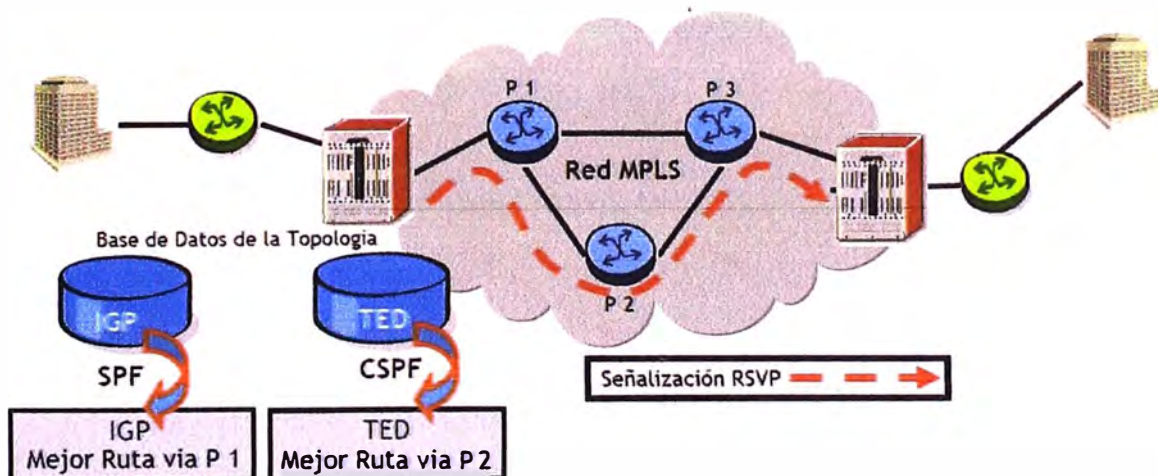 P 1
P 3
Red MPLS
P 2
Base de Datos de la Topologia
IGP
TED
SPF
CSPF
Señalización RSVP
IGP
Mejor Ruta via P 1
TED
Mejor Ruta via P 2